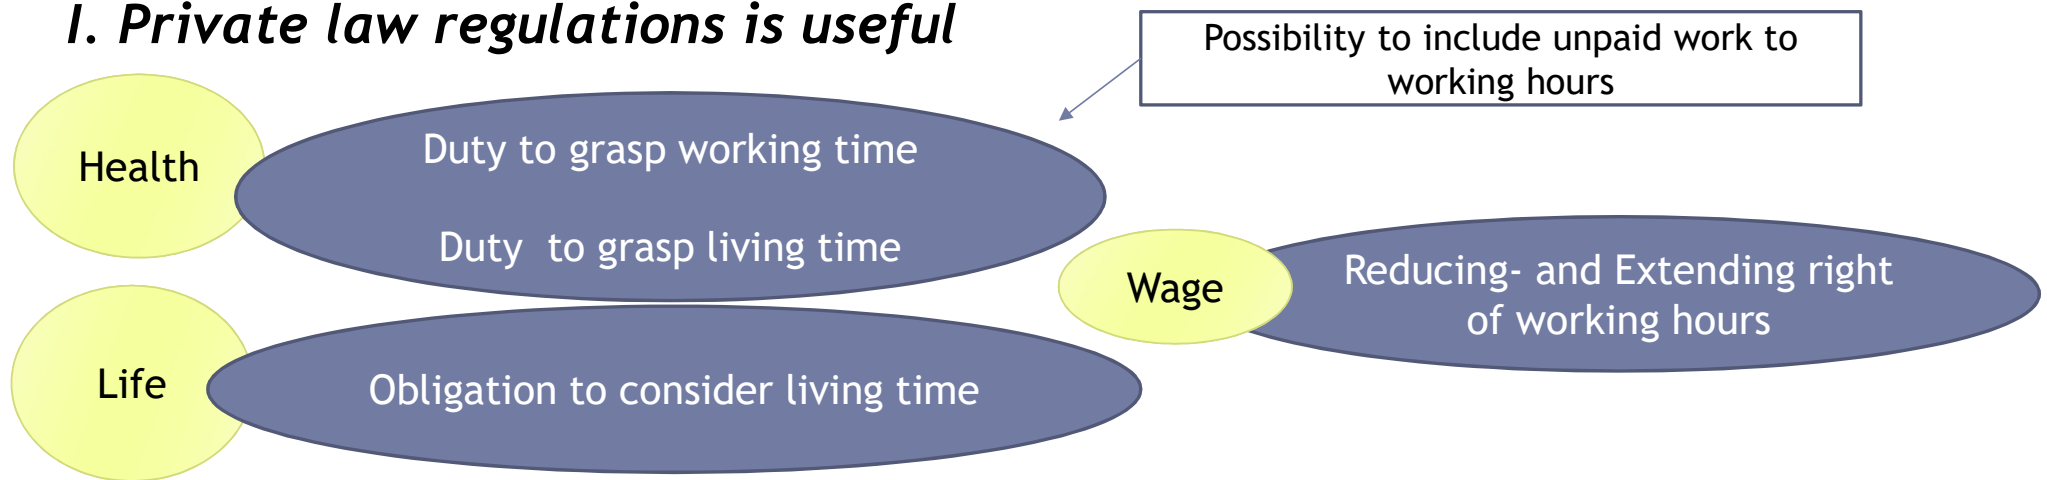 I. Private law regulations is useful
Possibility to include unpaid work to
working hours
Health
Duty to grasp working time
Duty  to grasp living time
Wage
Reducing- and Extending right
of working hours
Life
Obligation to consider living time